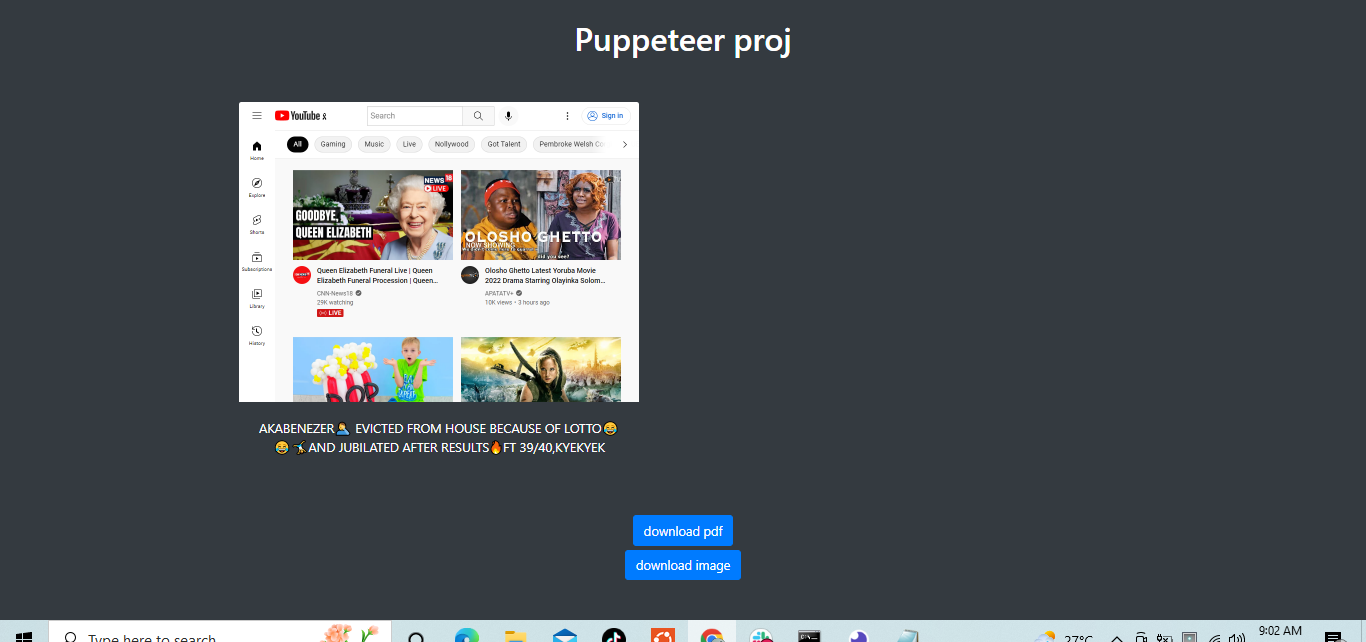 Puppeteer proj
YouTube
Search
Sign in
All
Gaming
Music
Live
Nollywood
Got Talent
Pembroke Welsh Co
Home
Explore
Shorts
Subscriptions
Library
History
NEWS 18
LIVE
GOODBYE,
QUEEN ELIZABETH
OLOSHO GHETTO
NOW SHOWING
did you see?
Queen Elizabeth Funeral Live | Queen
Elizabeth Funeral Procession | Queen...
CNN-News18
29K watching
LIVE
Olosho Ghetto Latest Yoruba Movie
2022 Drama Starring Olayinka Solom...
APATATV+
10K views • 3 hours ago
AKABENEZER🤦‍♂️ EVICTED FROM HOUSE BECAUSE OF LOTTO😂
😂 🤸‍♂️AND JUBILATED AFTER RESULTS🔥FT 39/40,KYEKYEK
download pdf
download image
Type here to search
27°C
9:02 AM